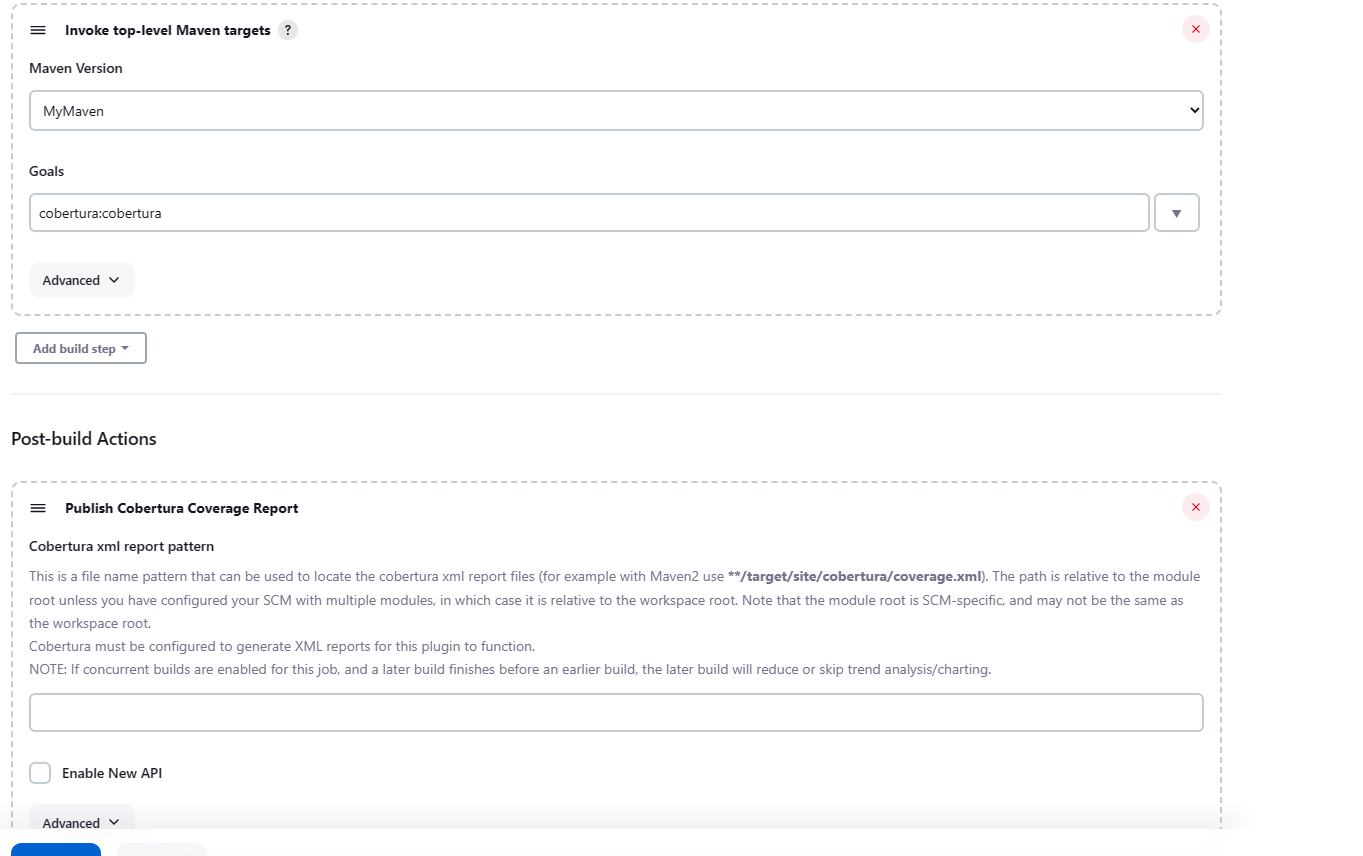 Invoke top-level Maven targets ?
Maven Version
MyMaven
Goals
cobertura:cobertura
Advanced
Add build step
Post-build Actions
Publish Cobertura Coverage Report
Cobertura xml report pattern
This is a file name pattern that can be used to locate the cobertura xml report files (for example with Maven2 use **/target/site/cobertura/coverage.xml). The path is relative to the module
root unless you have configured your SCM with multiple modules, in which case it is relative to the workspace root. Note that the module root is SCM-specific, and may not be the same as
the workspace root.
Cobertura must be configured to generate XML reports for this plugin to function.
NOTE: If concurrent builds are enabled for this job, and a later build finishes before an earlier build, the later build will reduce or skip trend analysis/charting.
Enable New API
Advanced